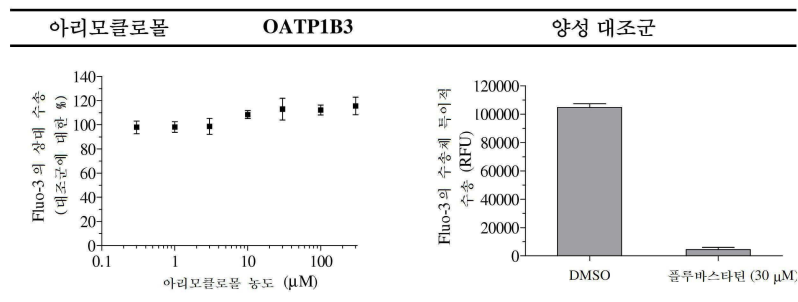 아리모클로몰 OATP1B3 양성 대조군
Fluo-3의 상대 수송
(대조군에 대한 %)
140
120
100
80
60
40
20
0
0.1 1 10 100
아리모클로몰 농도 (μM)
Fluo-3의 수송체 특이적
수송 (RFU)
120000
100000
80000
60000
40000
20000
0
DMSO 플루바스타틴 (30 μM)